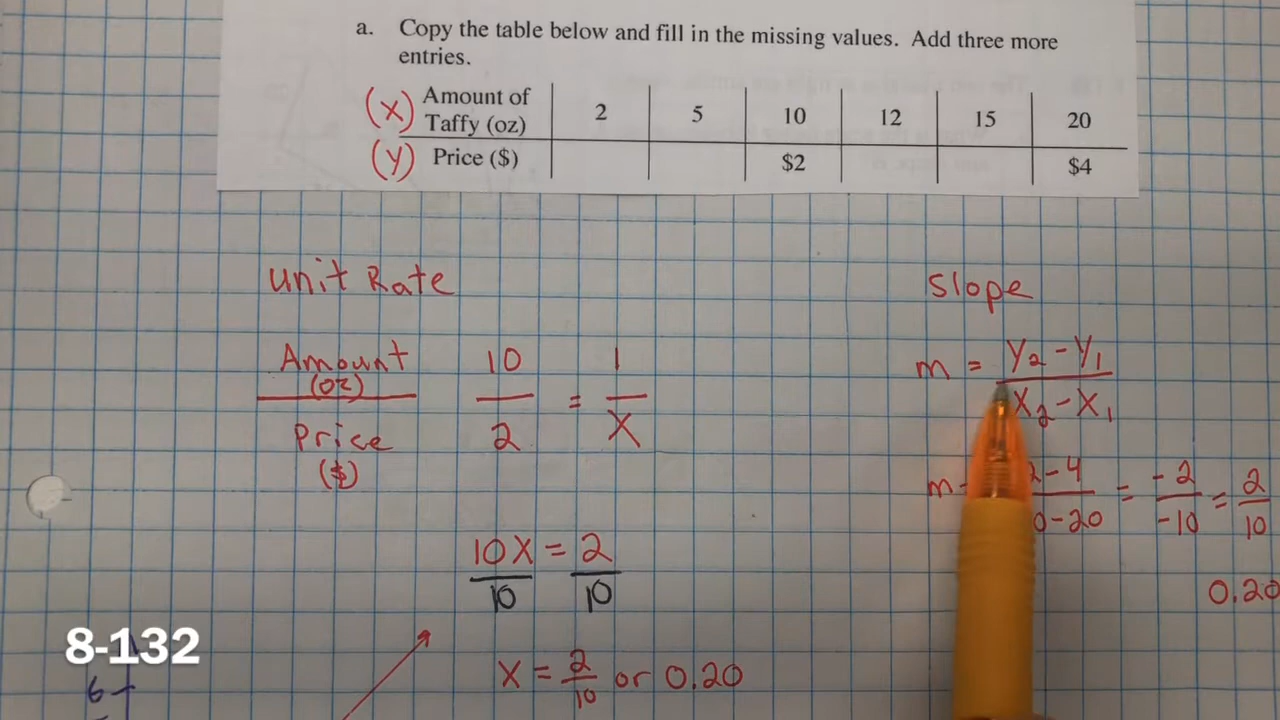 a. Copy the table below and fill in the missing values. Add three more
entries.
(X) Amount of Taffy (oz) 2 5 10 12 15 20
(Y) Price ($) $2 $4
Unit Rate
Amount (oz) / Price ($) 10/2 = 1/X
10X/10 = 2/10
X = 2/10 or 0.20
Slope
m = Y₂ - Y₁ / X₂ - X₁
-4 / -20 = -2/-10 = 2/10
0.20
8-132
6